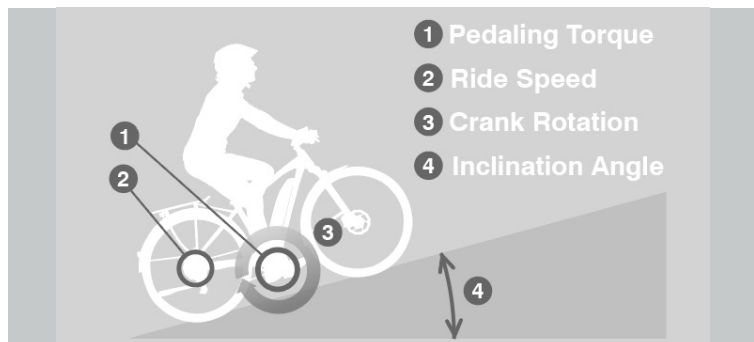 1 Pedaling Torque
2 Ride Speed
3 Crank Rotation
4 Inclination Angle
1
2
3
4